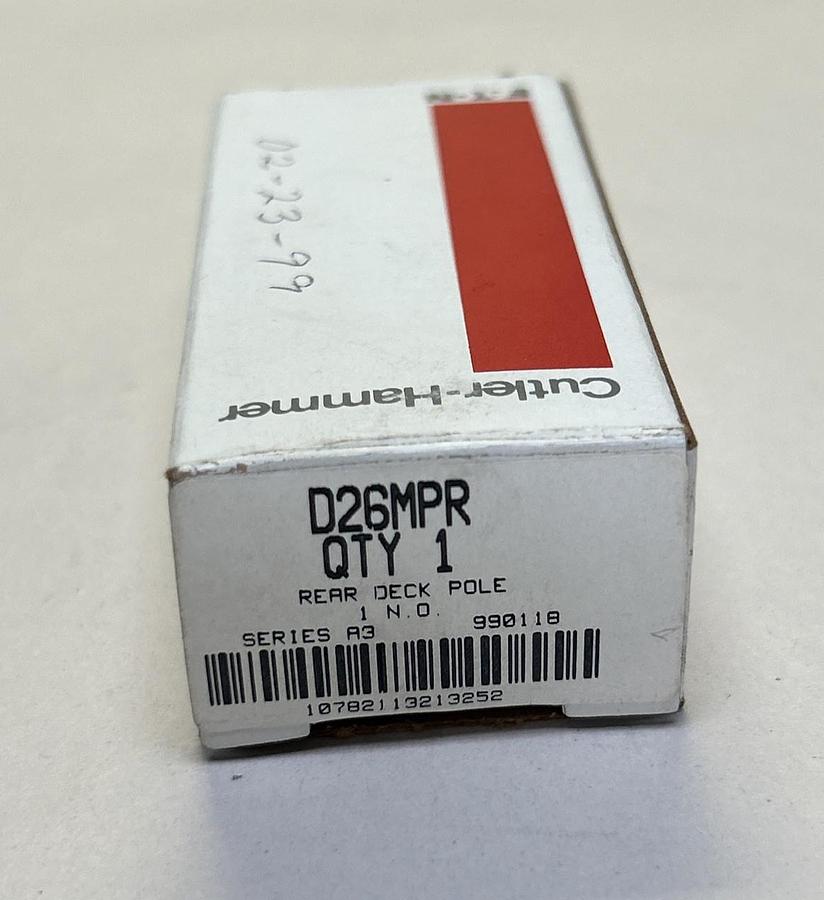 E·T·N
02-23-99
Cutler-Hammer
D26MPR
QTY 1
REAR DECK POLE
1 N.O.
SERIES A3 990118
10782113213252